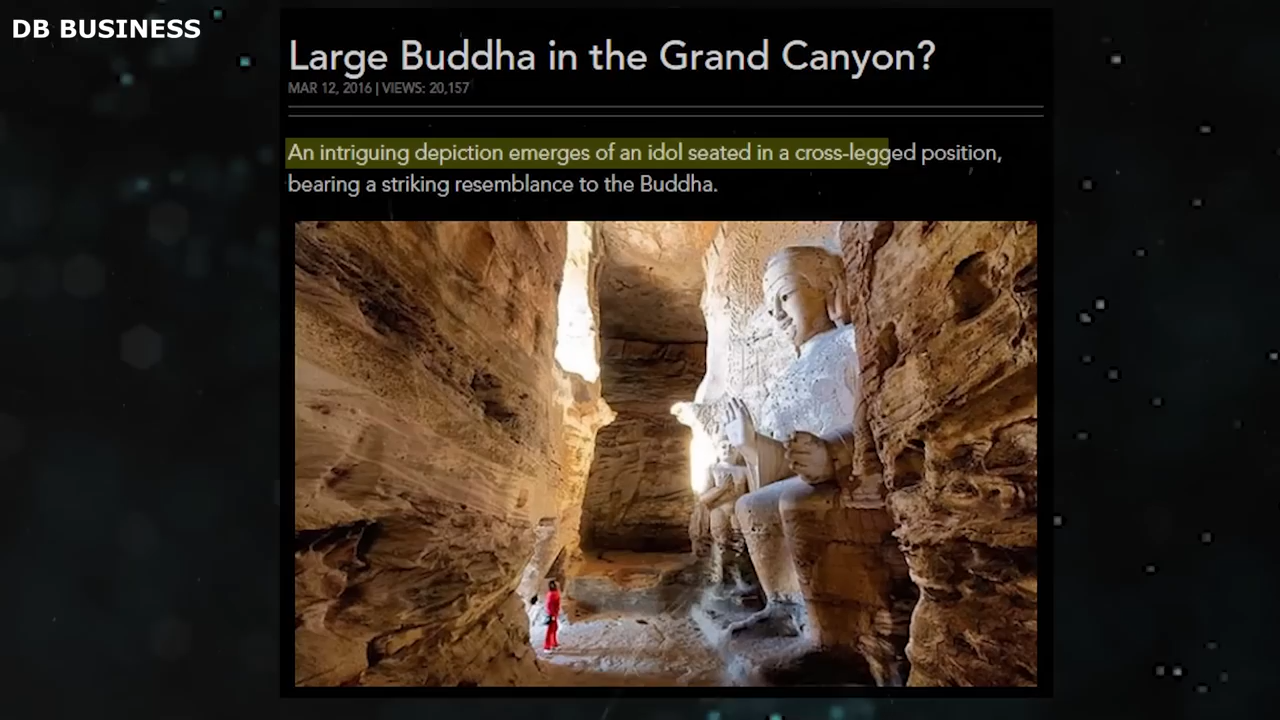 DB BUSINESS
Large Buddha in the Grand Canyon?
MAR 12, 2016 | VIEWS: 20,157
An intriguing depiction emerges of an idol seated in a cross-legged position,
bearing a striking resemblance to the Buddha.